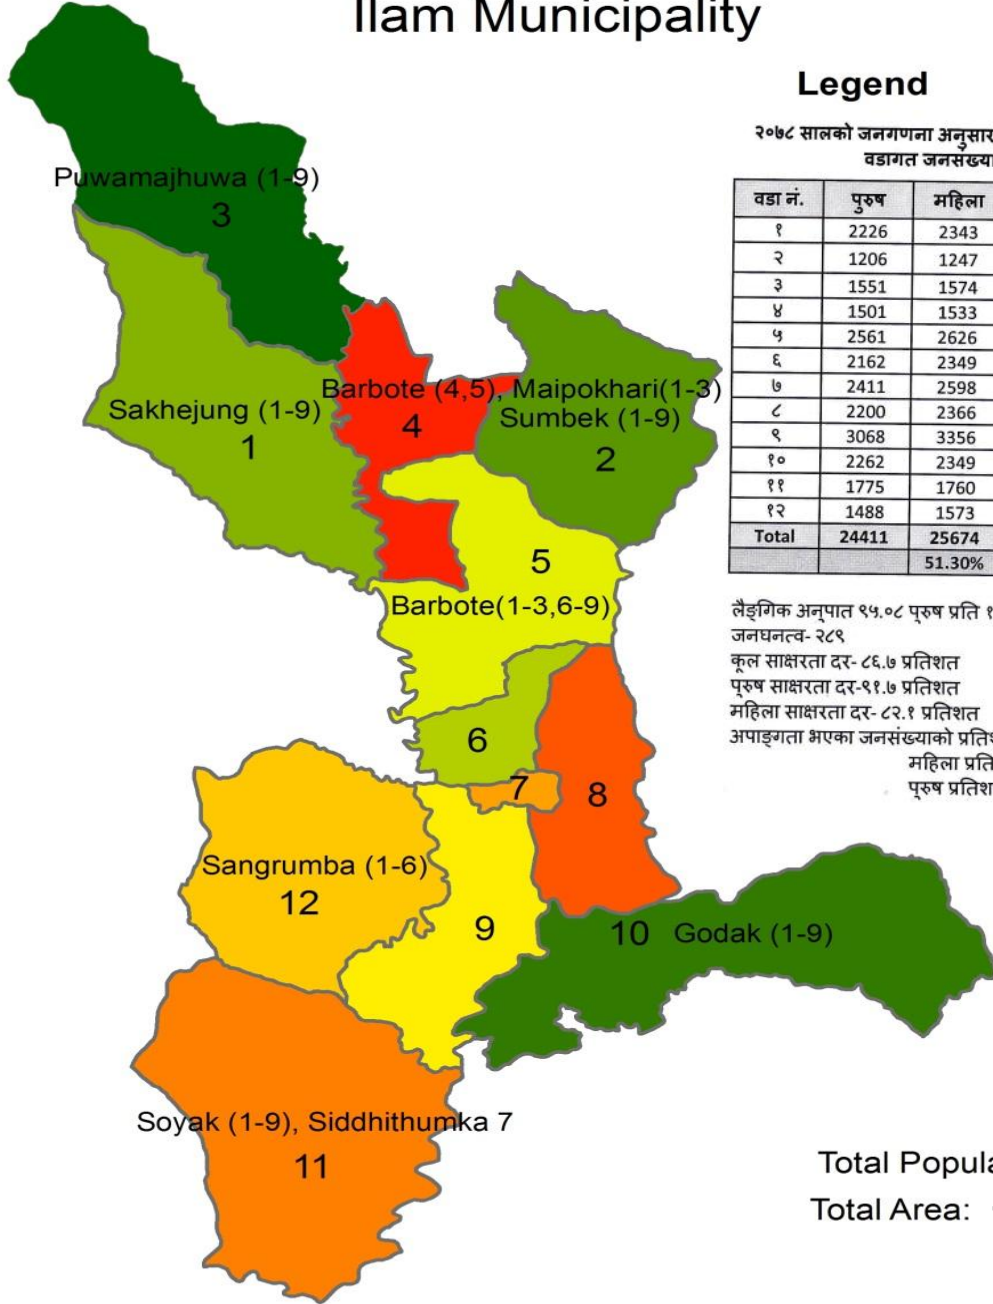 Ilam Municipality
Legend
२०७८ सालको जनगणना अनुसार
वडागत जनसंख्या
वडा नं. पुरुष महिला
१ 2226 2343
२ 1206 1247
३ 1551 1574
४ 1501 1533
५ 2561 2626
६ 2162 2349
७ 2411 2598
८ 2200 2366
९ 3068 3356
१० 2262 2349
११ 1775 1760
१२ 1488 1573
Total 24411 25674
51.30%
लैङ्गिक अनुपात ९५.०८ पुरुष प्रति १
जनघनत्व- २८९
कूल साक्षरता दर- ८६.७ प्रतिशत
पुरुष साक्षरता दर-९१.७ प्रतिशत
महिला साक्षरता दर- ८२.१ प्रतिशत
अपाङ्गता भएका जनसंख्याको
महिला
पुरुष
Puwamajhuwa (1-9)
3
Sakhejung (1-9)
1
Barbote (4,5), Maipokhari(1-3)
4
Sumbek (1-9)
2
5
Barbote(1-3,6-9)
6
7
8
Sangrumba (1-6)
12
9
10 Godak (1-9)
Soyak (1-9), Siddhithumka 7
11
Total
Total Area: